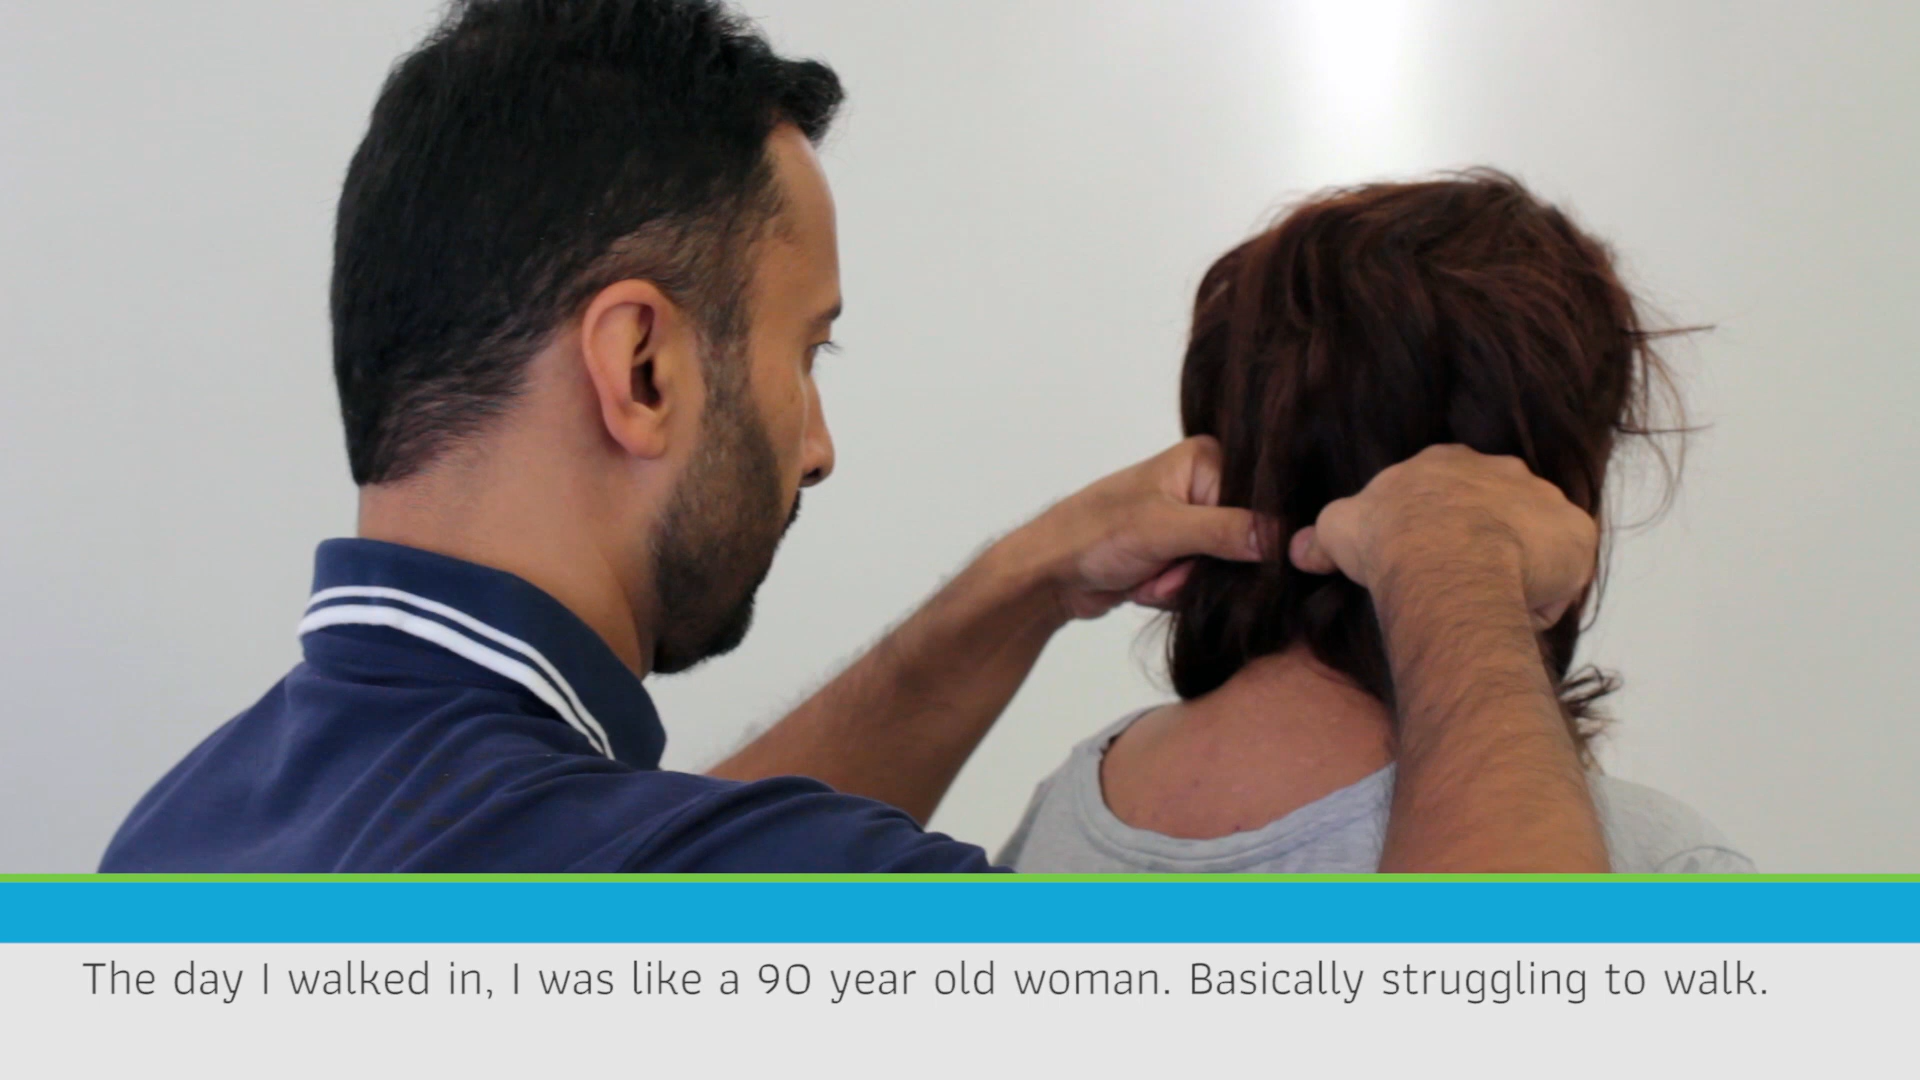 The day I walked in, I was like a 90 year old woman. Basically struggling to walk.